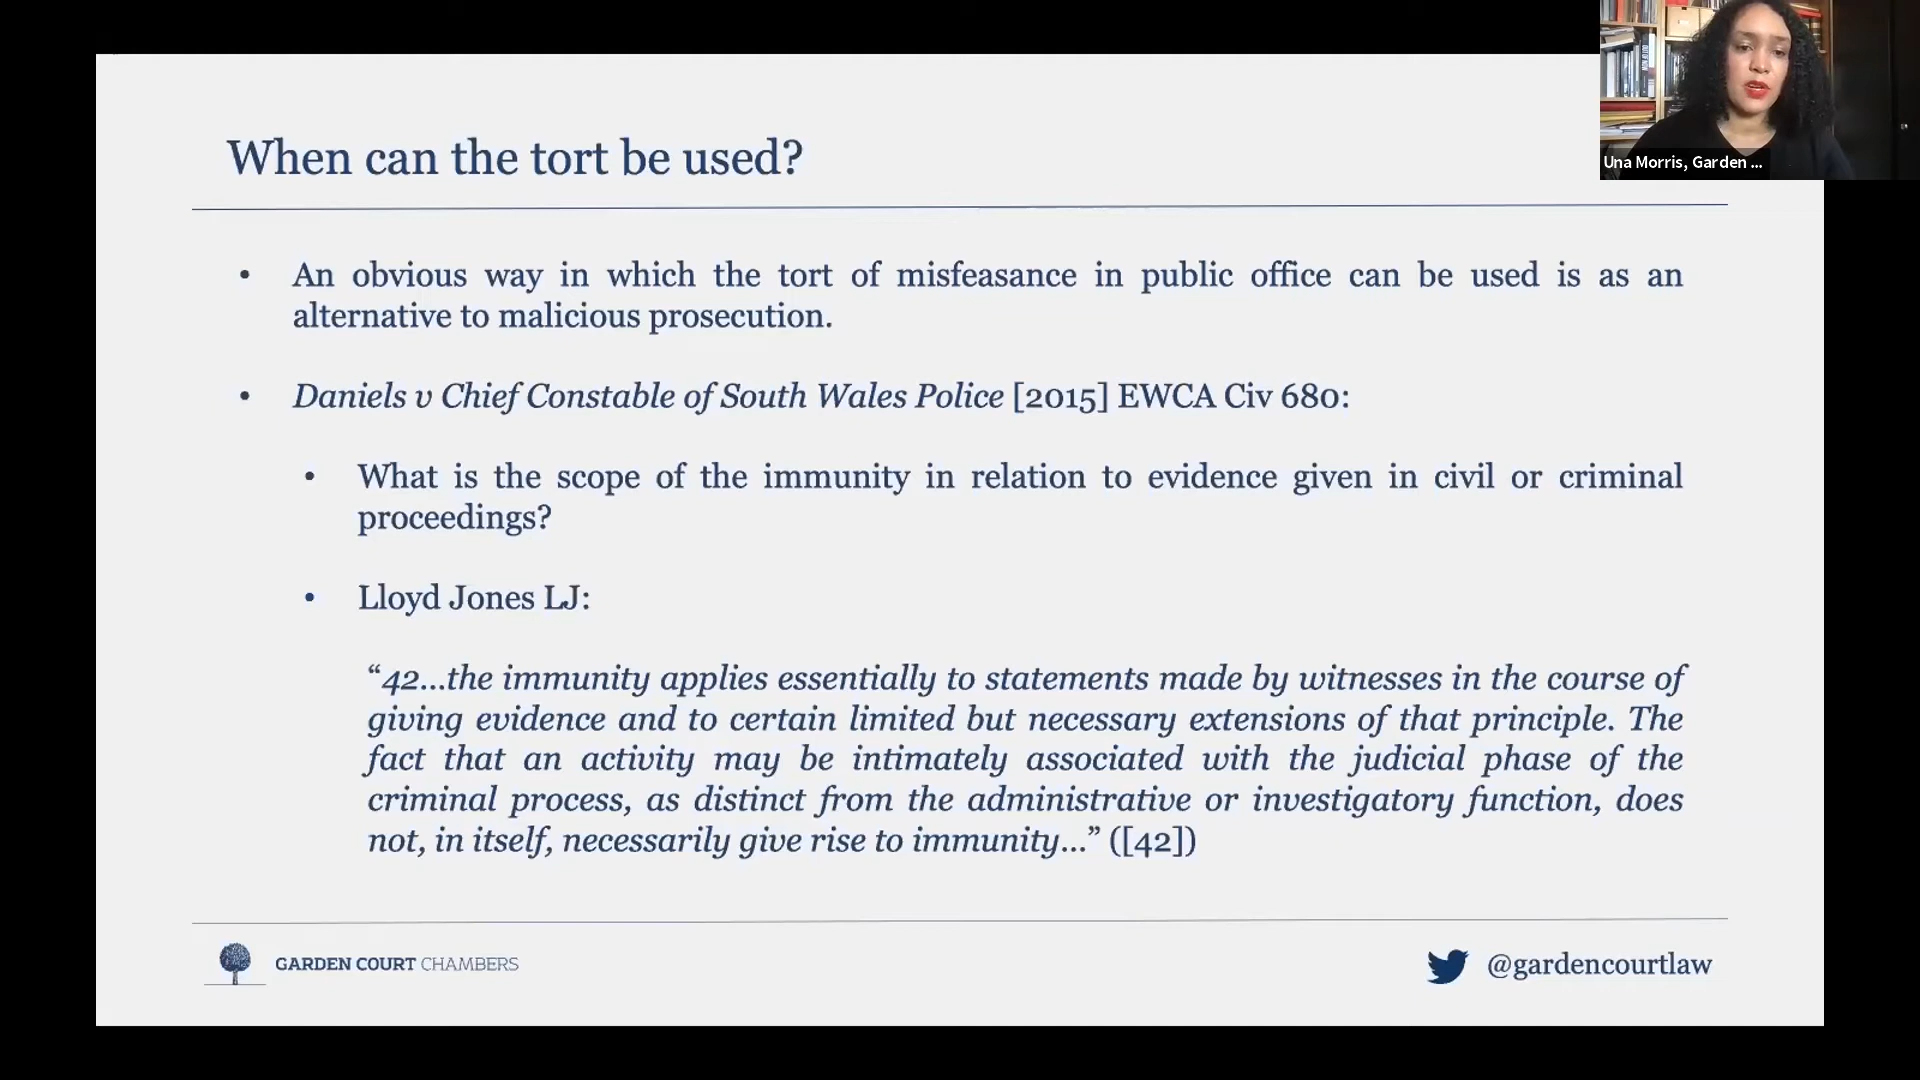 Una Morris, Garden ...
When can the tort be used?
• An obvious way in which the tort of misfeasance in public office can be used is as an
alternative to malicious prosecution.
• Daniels v Chief Constable of South Wales Police [2015] EWCA Civ 680:
• What is the scope of the immunity in relation to evidence given in civil or criminal
proceedings?
• Lloyd Jones LJ:
“42...the immunity applies essentially to statements made by witnesses in the course of
giving evidence and to certain limited but necessary extensions of that principle. The
fact that an activity may be intimately associated with the judicial phase of the
criminal process, as distinct from the administrative or investigatory function, does
not, in itself, necessarily give rise to immunity...” ([42])
GARDEN COURT CHAMBERS
@gardencourtlaw